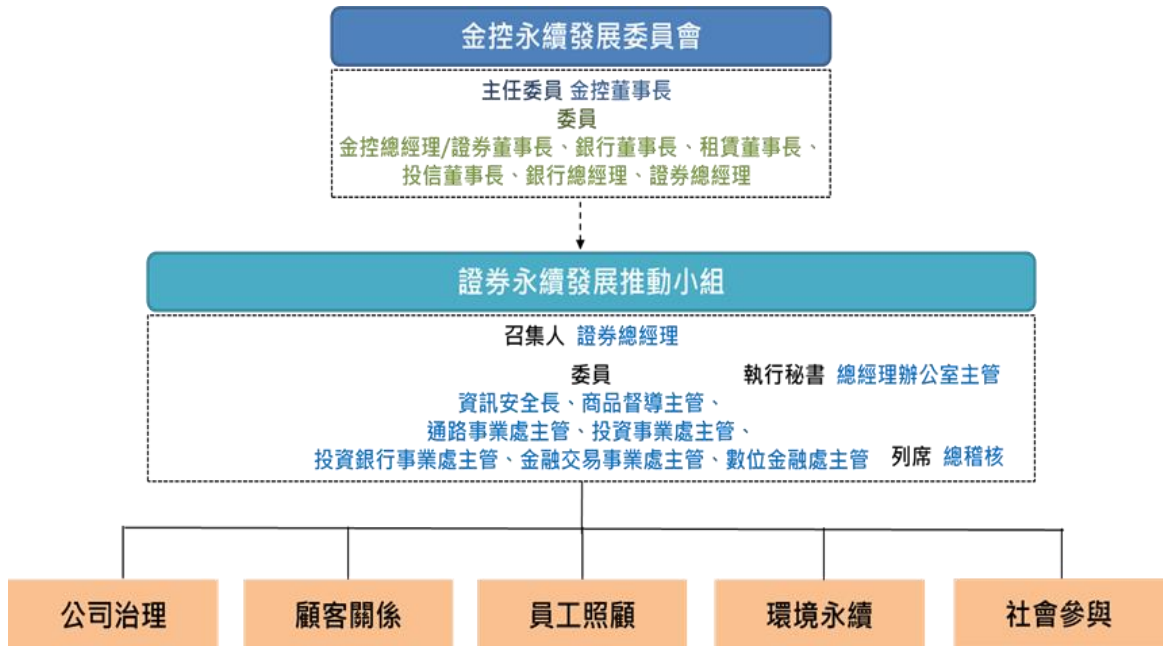 金控永續發展委員會
主任委員 金控董事長
委員
金控總經理/證券董事長、銀行董事長、租賃董事長、
投信董事長、銀行總經理、證券總經理
證券永續發展推動小組
召集人 證券總經理
委員
執行秘書 總經理辦公室主管
資訊安全長、商品督導主管、
通路事業處主管、投資事業處主管、
投資銀行事業處主管、金融交易事業處主管、數位金融處主管
列席 總稽核
公司治理
顧客關係
員工照顧
環境永續
社會參與